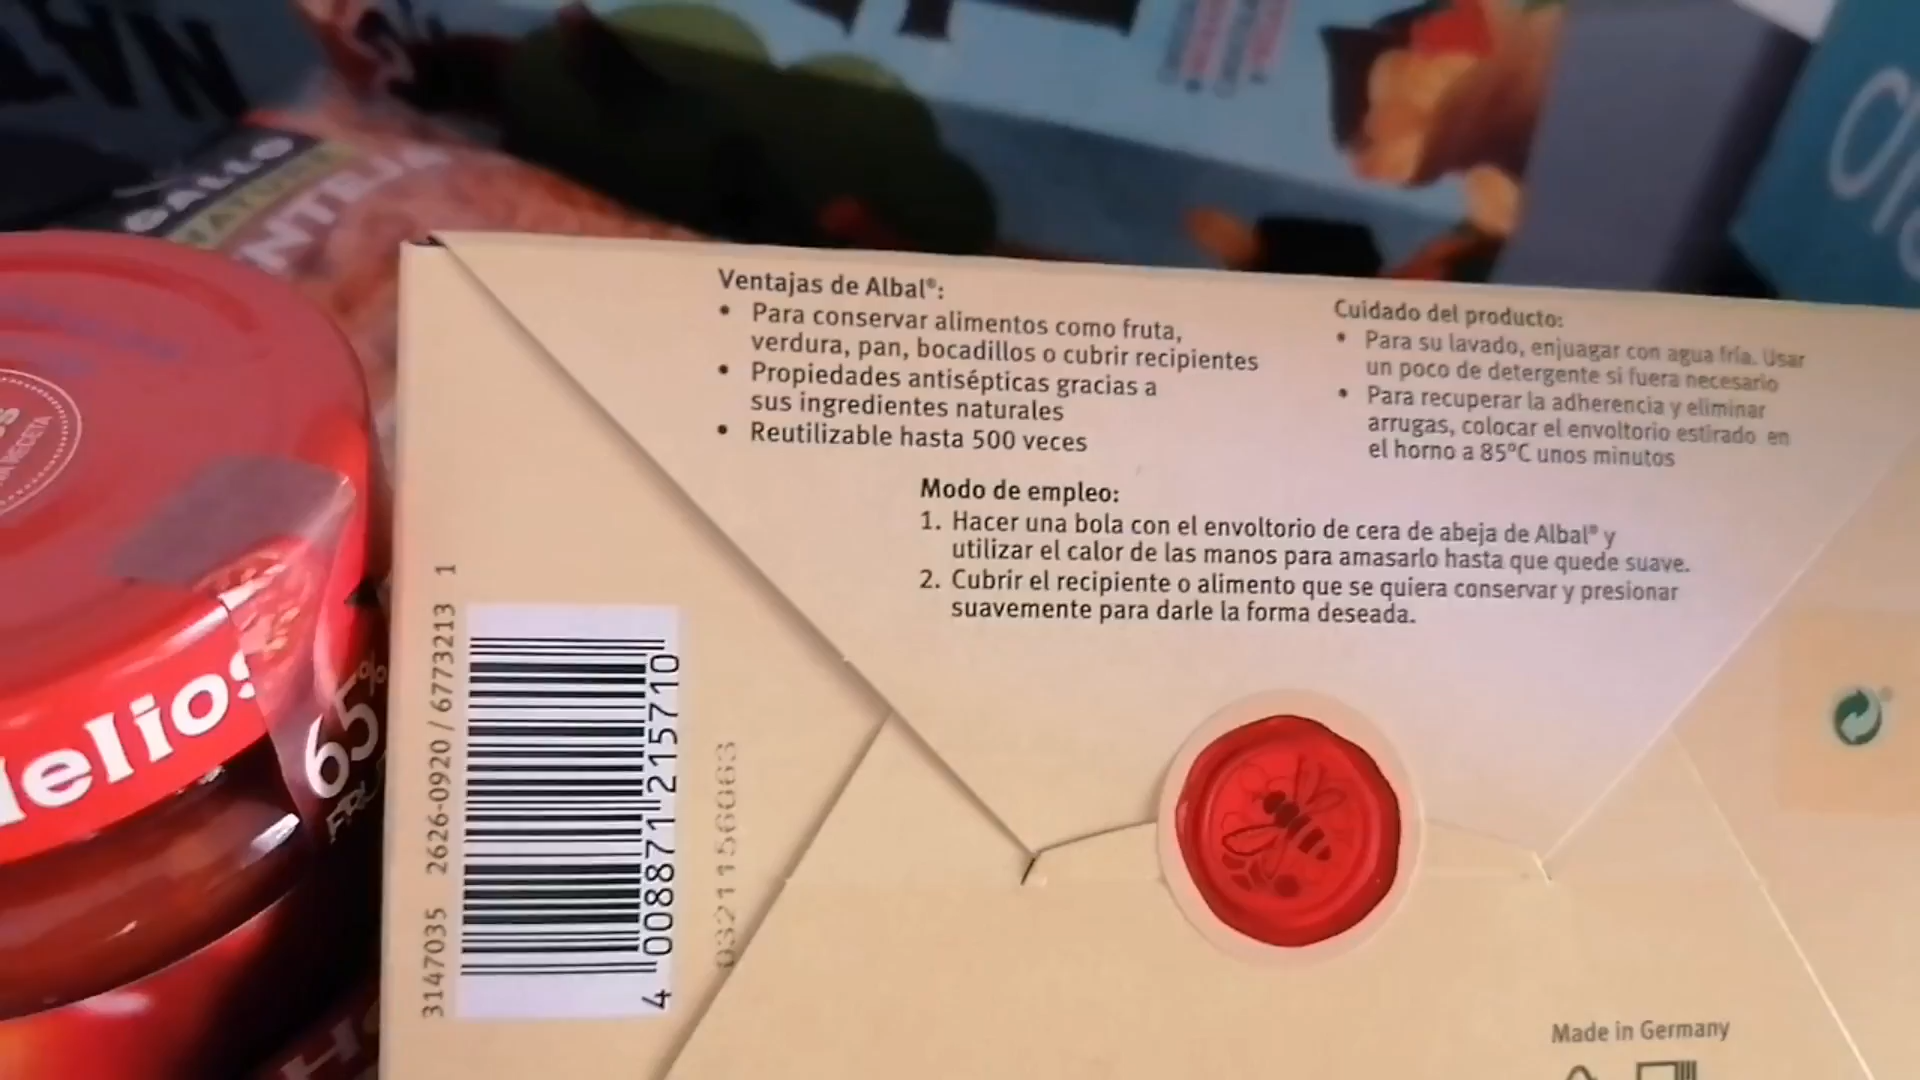 GALLO
Ventajas de Albal®:
• Para conservar alimentos como fruta,
verdura, pan, bocadillos o cubrir recipientes
• Propiedades antisépticas gracias a
sus ingredientes naturales
• Reutilizable hasta 500 veces
Cuidado del producto:
• Para su lavado, enjuagar con agua fría. Usar
un poco de detergente si fuera necesario
• Para recuperar la adherencia y eliminar
arrugas, colocar el envoltorio estirado en
el horno a 85°C unos minutos
Modo de empleo:
1. Hacer una bola con el envoltorio de cera de abeja de Albal® y
utilizar el calor de las manos para amasarlo hasta que quede suave.
2. Cubrir el recipiente o alimento que se quiera conservar y presionar
suavemente para darle la forma deseada.
3147035 2626-0920 / 6773213 1
4 008871 215710
0321156063
elios
65%
RECETA
Made in Germany